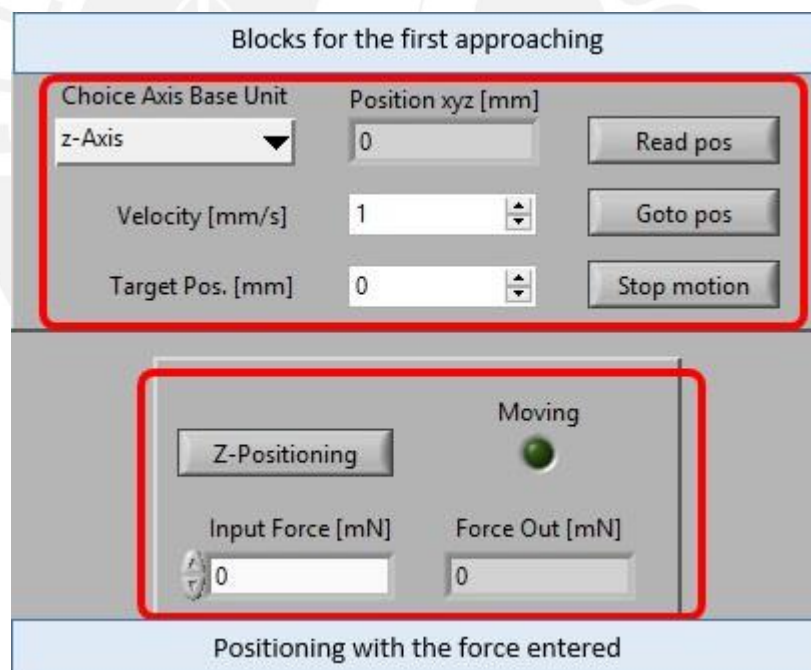 Blocks for the first approaching
Choice Axis Base Unit
Position xyz [mm]
z-Axis
0
Read pos
Velocity [mm/s]
1
Goto pos
Target Pos. [mm]
0
Stop motion
Moving
Z-Positioning
Input Force [mN]
Force Out [mN]
0
0
Positioning with the force entered